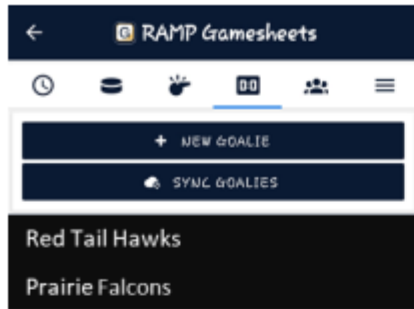 RAMP Gamesheets
+ NEW GOALIE
SYNC GOALIES
Red Tail Hawks
Prairie Falcons